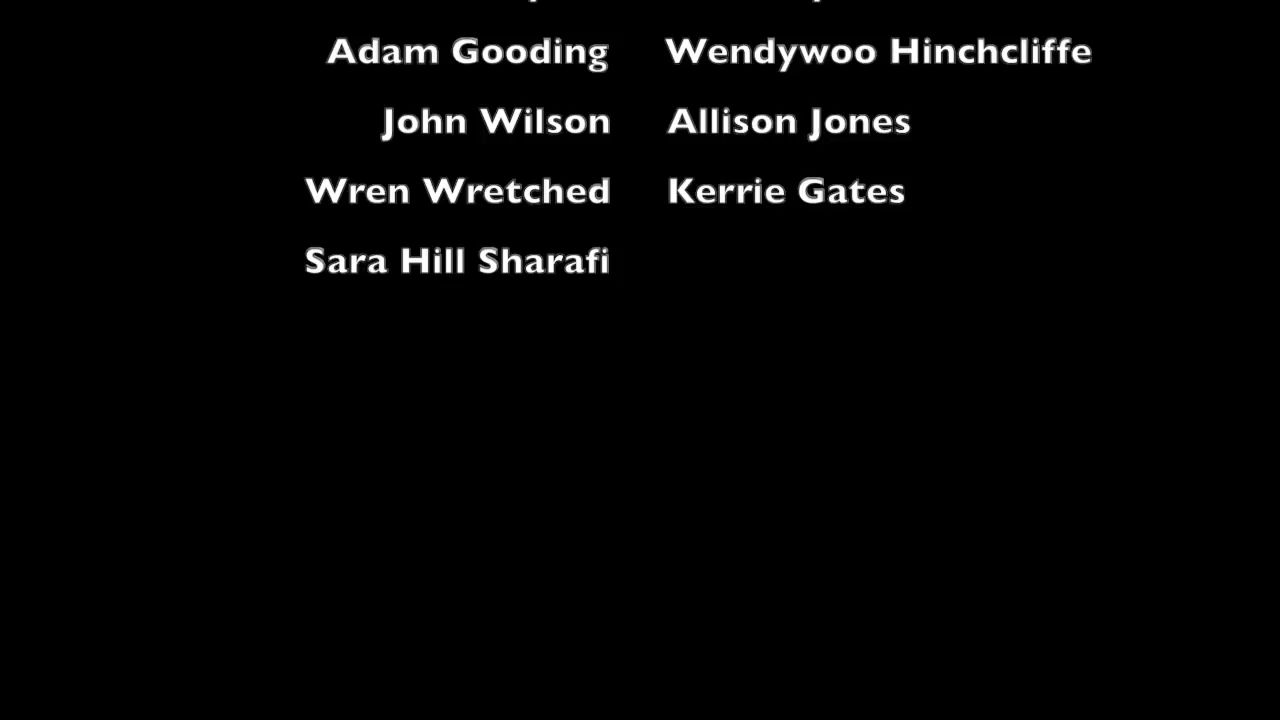 Adam Gooding Wendywoo Hinchcliffe
John Wilson Allison Jones
Wren Wretched Kerrie Gates
Sara Hill Sharafi